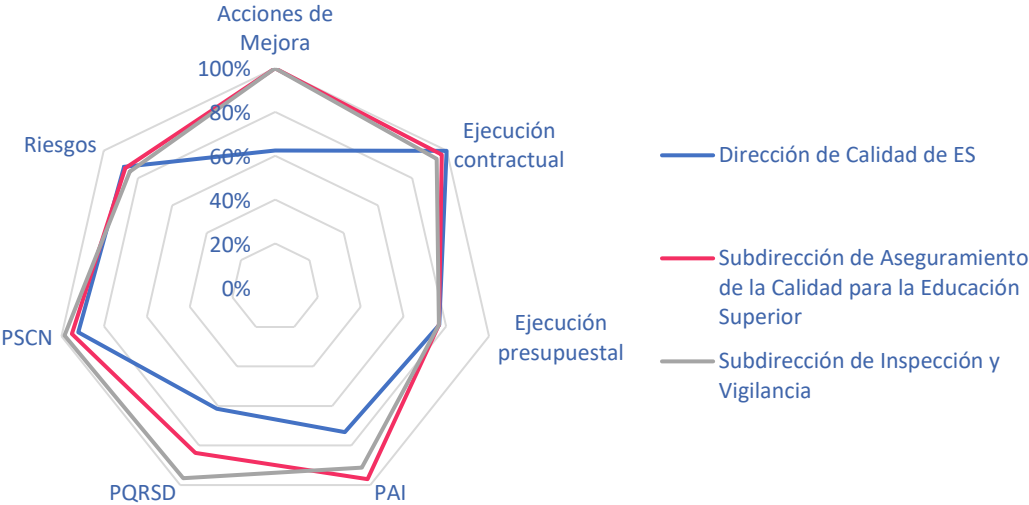 Acciones de
Mejora
100%
80%
60%
40%
20%
0%
Ejecución
contractual
Ejecución
presupuestal
PAI
PQRSD
PSCN
Riesgos
Dirección de Calidad de ES
Subdirección de Aseguramiento
de la Calidad para la Educación
Superior
Subdirección de Inspección y
Vigilancia